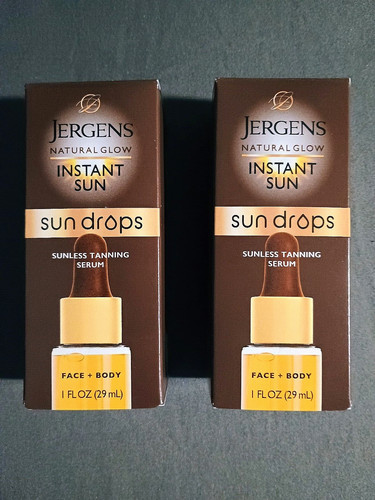 JERGENS
NATURAL GLOW
INSTANT
SUN
sun drops
SUNLESS TANNING
SERUM
FACE + BODY
1 FL OZ (29 mL)
JERGENS
NATURAL GLOW
INSTANT
SUN
sun drops
SUNLESS TANNING
SERUM
FACE + BODY
1 FL OZ (29 mL)